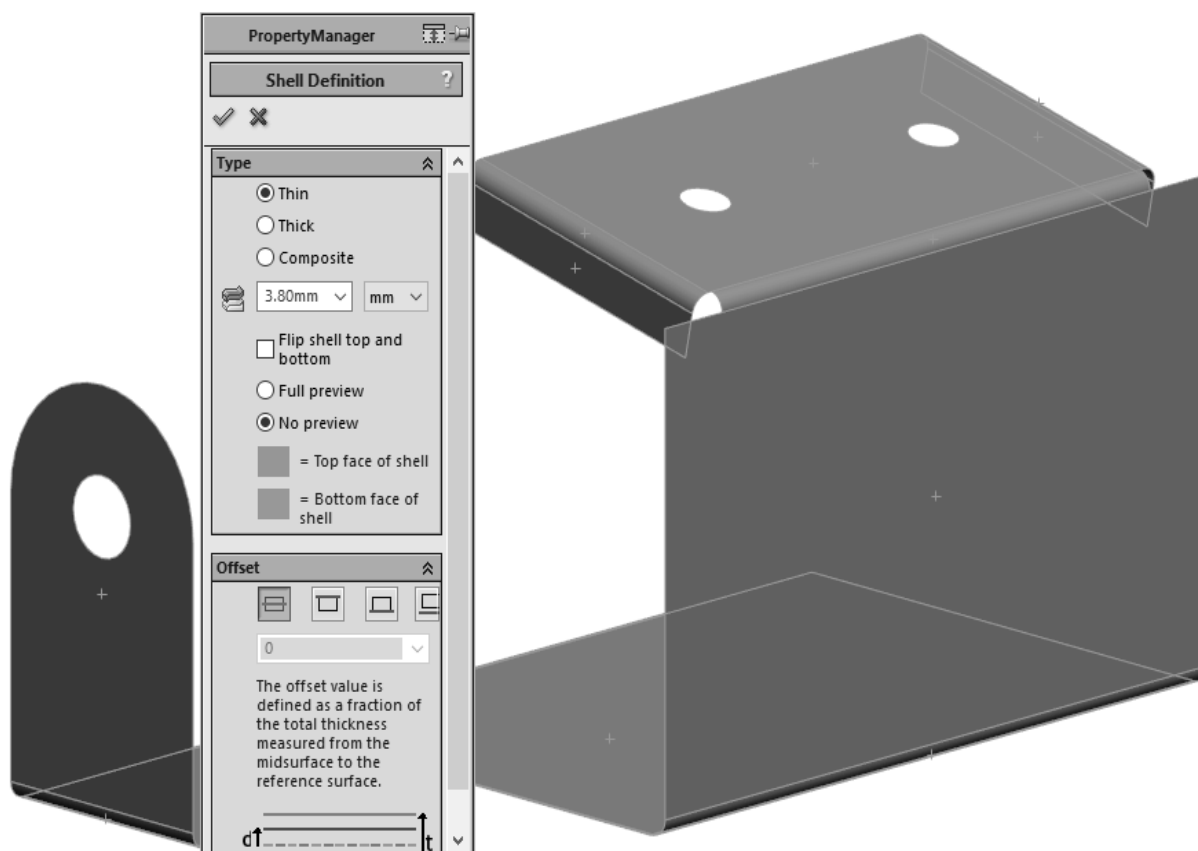 PropertyManager
Shell Definition
?
Type
Thin
Thick
Composite
3.80mm
mm
Flip shell top and
bottom
Full preview
No preview
= Top face of shell
= Bottom face of
shell
Offset
0
The offset value is
defined as a fraction of
the total thickness
measured from the
midsurface to the
reference surface.
d
t